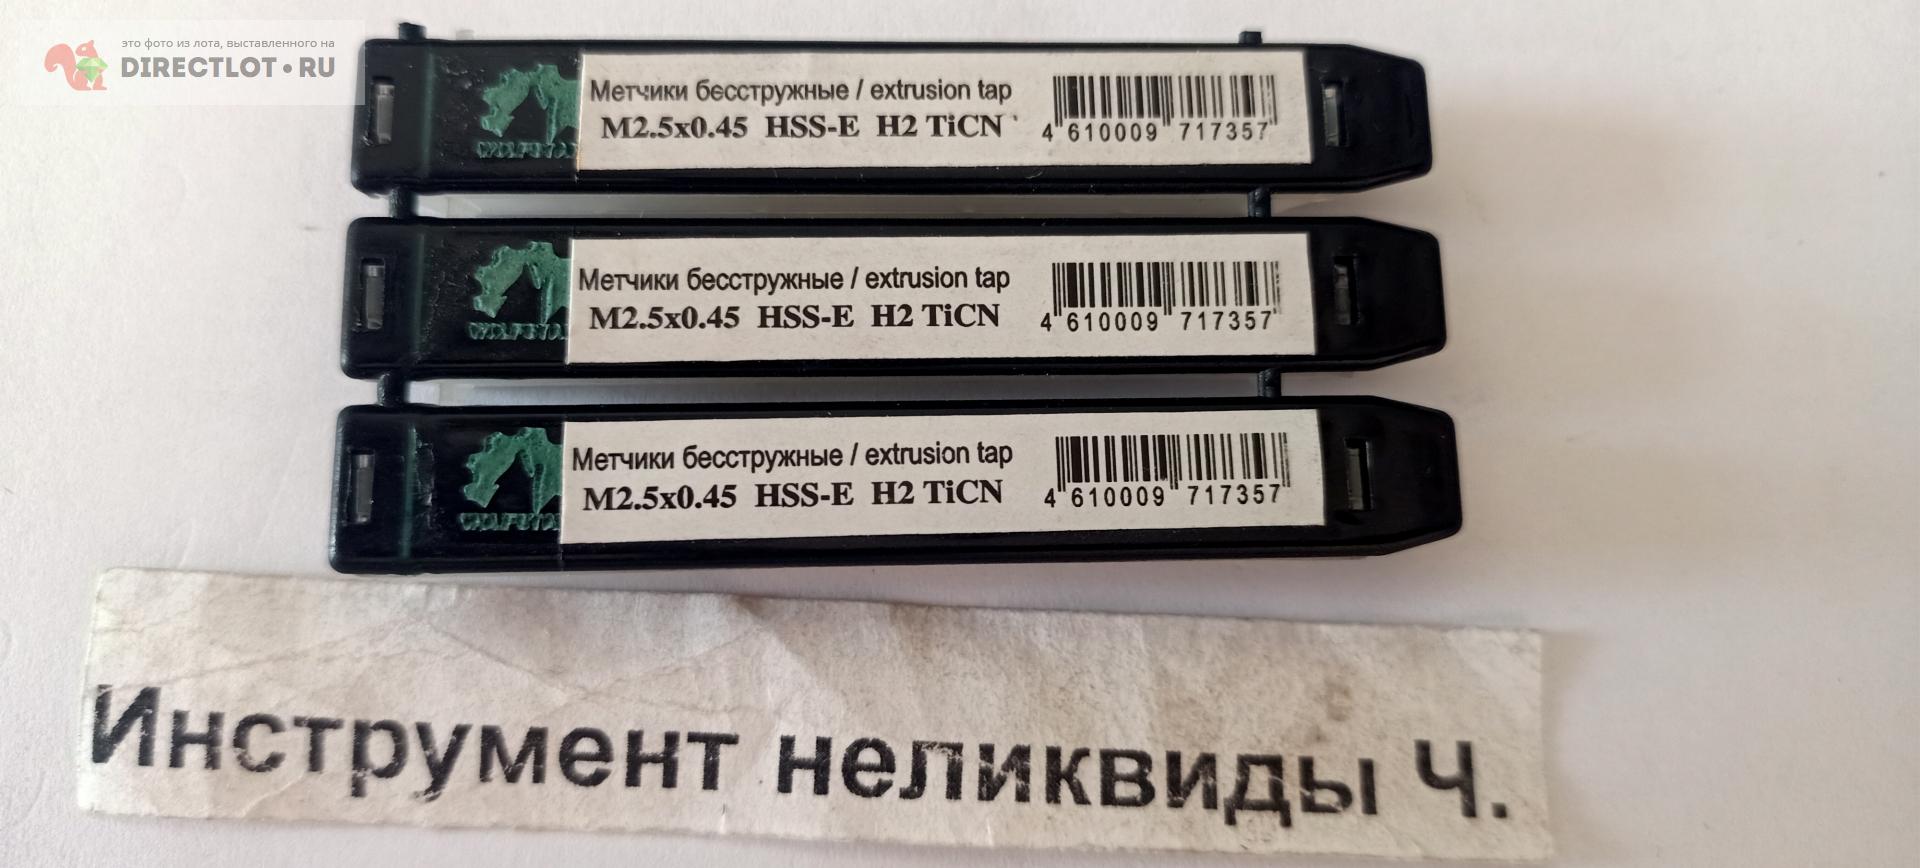 это фото из лота, выставленного на
DIRECTLOT.RU
Метчики бесстружные / extrusion tap
M2.5x0.45 HSS-E H2 TiCN
4 610009 717357
Метчики бесстружные / extrusion tap
M2.5x0.45 HSS-E H2 TiCN
4 610009 717357
Метчики бесстружные / extrusion tap
M2.5x0.45 HSS-E H2 TiCN
4 610009 717357
Инструмент неликвиды Ч.